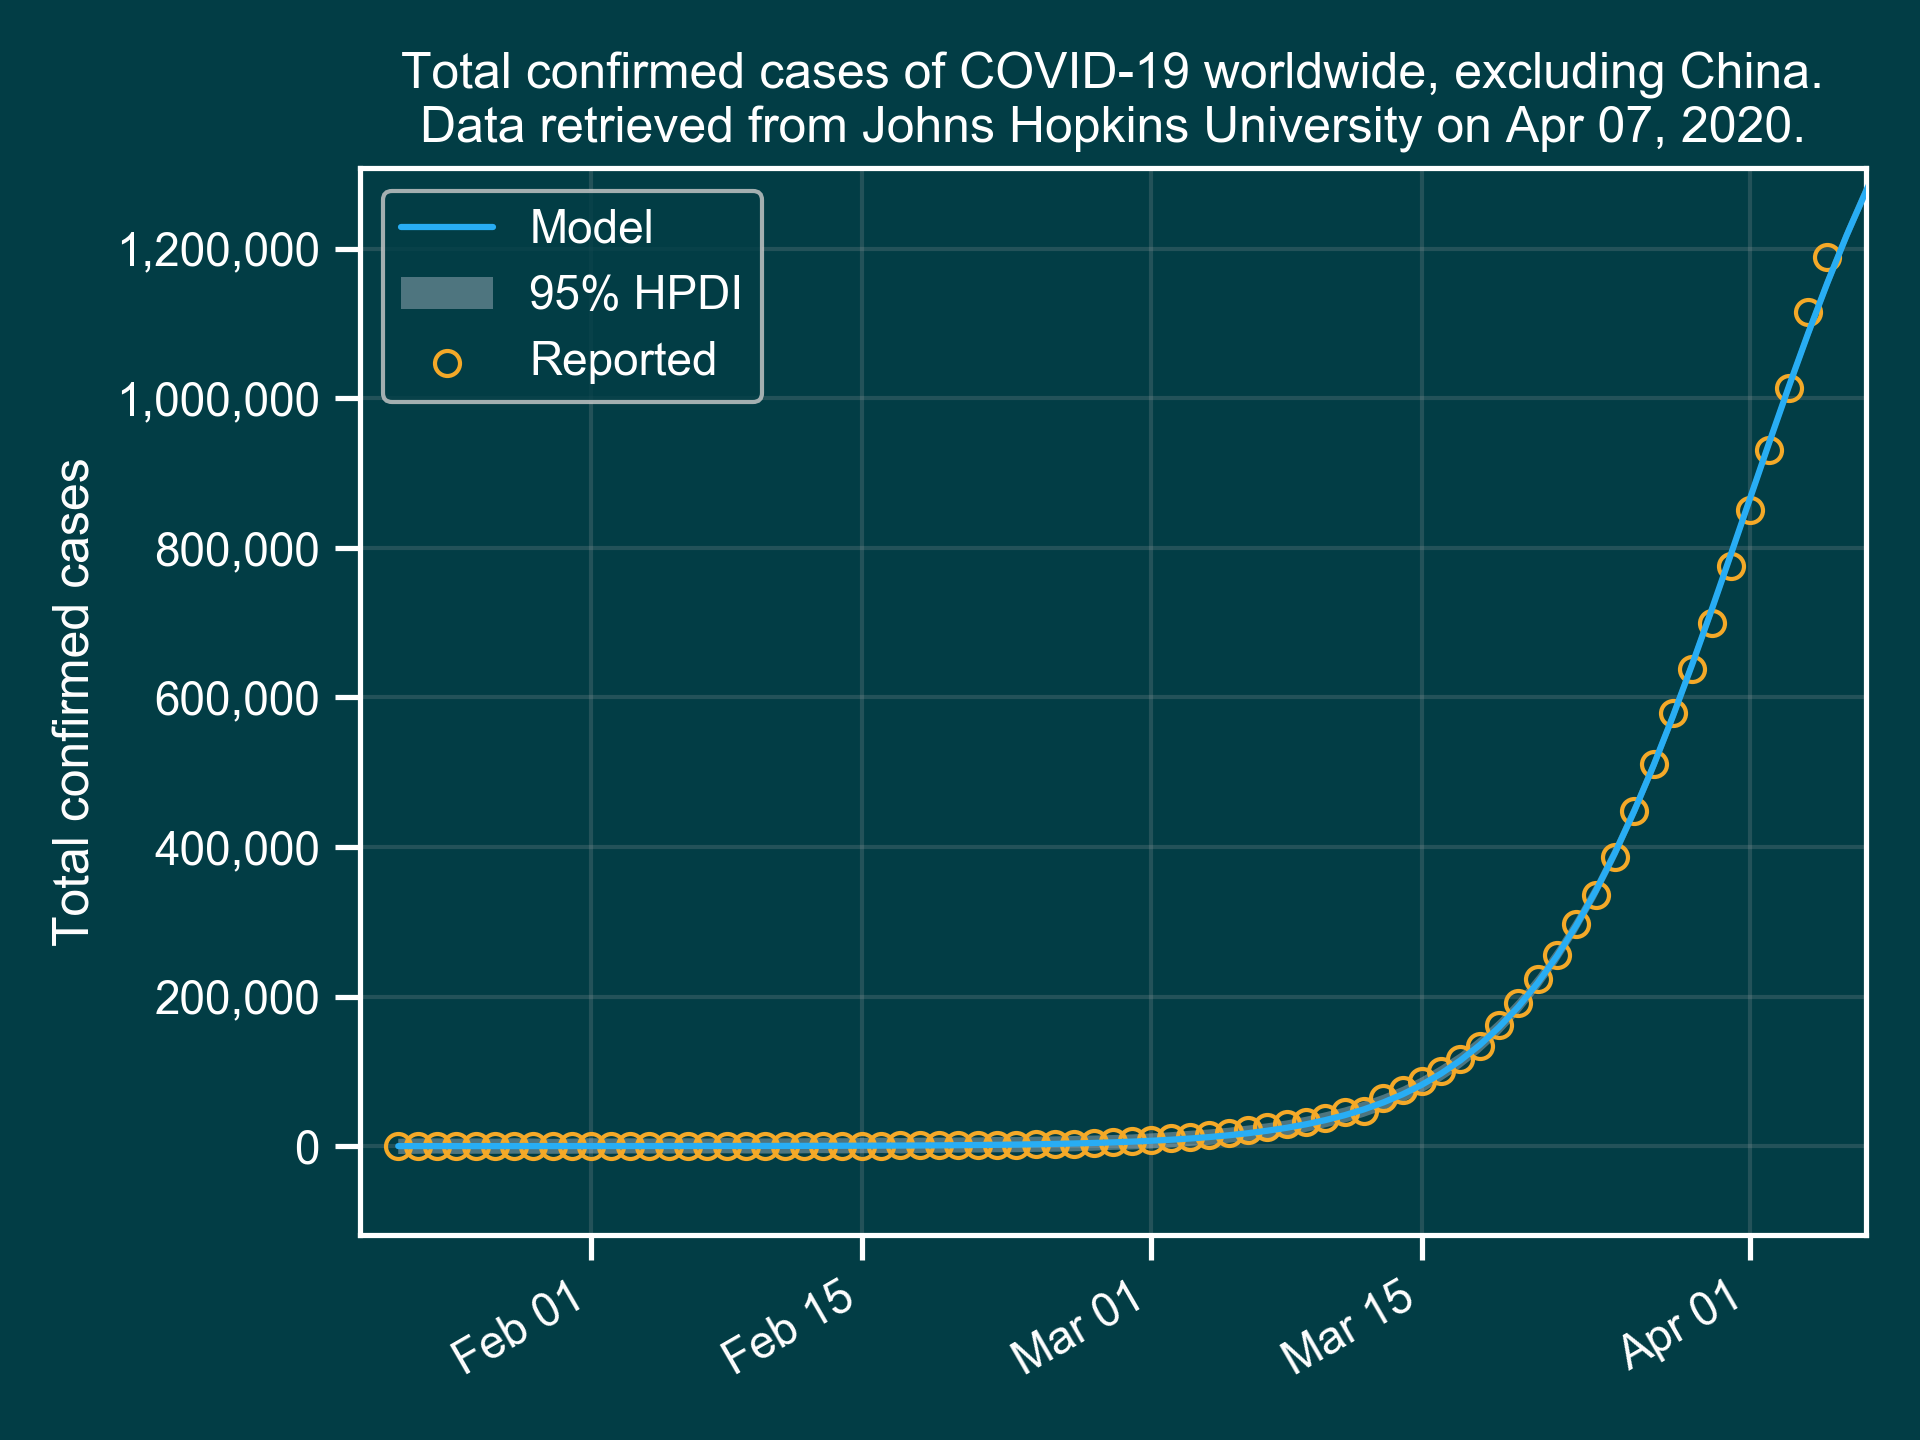 Total confirmed cases of COVID-19 worldwide, excluding China.
Data retrieved from Johns Hopkins University on Apr 07, 2020.
Model
95% HPDI
Reported
Total confirmed cases
1,200,000
1,000,000
800,000
600,000
400,000
200,000
0
Feb 01
Feb 15
Mar 01
Mar 15
Apr 01